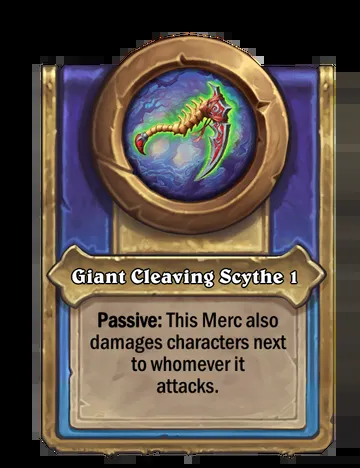 Giant Cleaving Scythe 1
Passive: This Merc also
damages characters next
to whomever it
attacks.